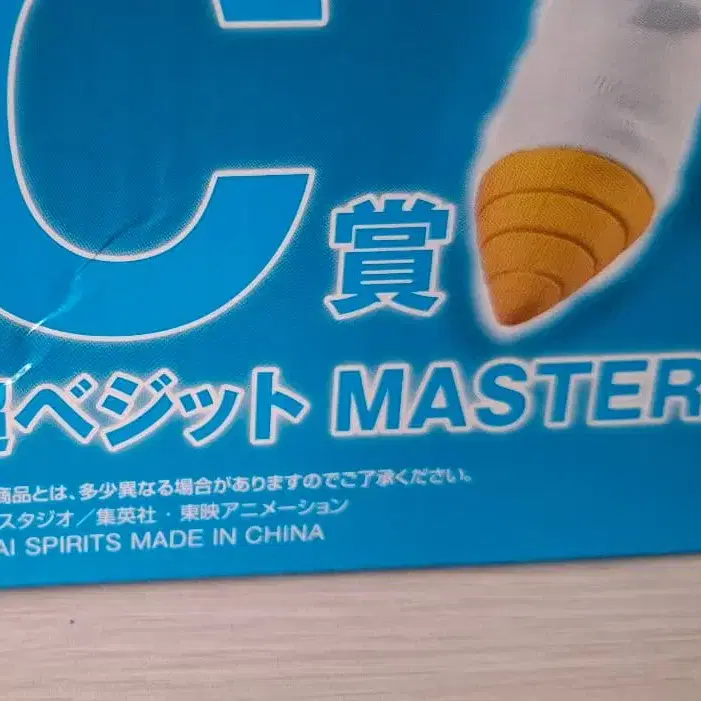 C賞
超ベジット MASTER
商品とは、多少異なる場合がありますのでご了承ください。
スタジオ/集英社・東映アニメーション
AI SPIRITS MADE IN CHINA